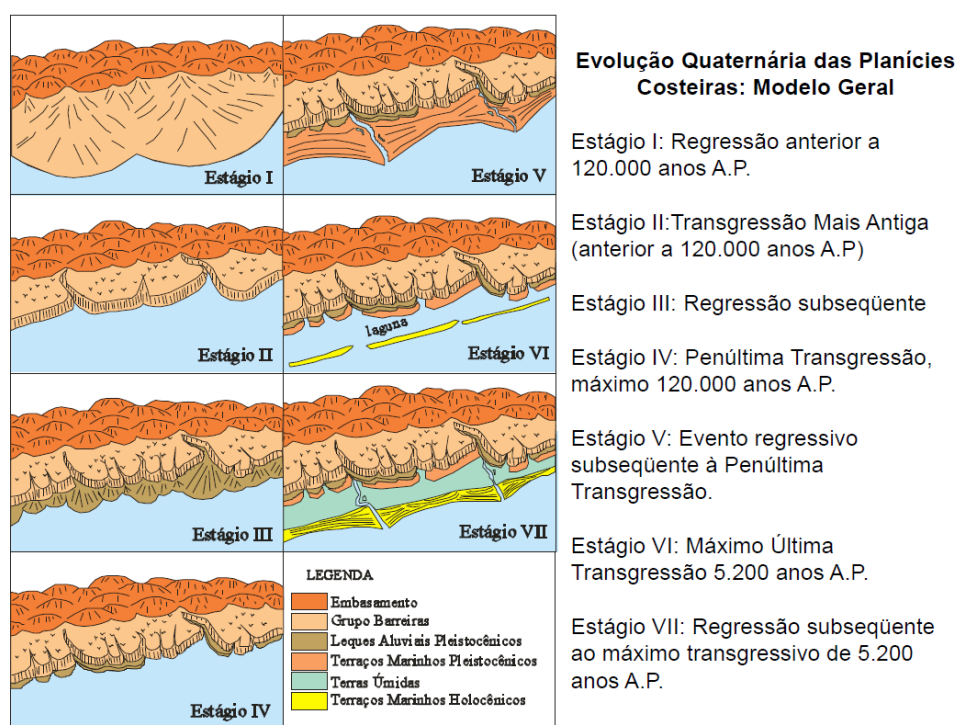 Estágio I
Estágio V
Estágio II
laguna
Estágio VI
Estágio III
Estágio VII
Estágio IV
LEGENDA
Embasamento
Grupo Barreiras
Leques Aluviais Pleistocênicos
Terraços Marinhos Pleistocênicos
Terras Úmidas
Terraços Marinhos Holocênicos
Evolução Quaternária das Planícies
Costeiras: Modelo Geral
Estágio I: Regressão anterior a
120.000 anos A.P.
Estágio II:Transgressão Mais Antiga
(anterior a 120.000 anos A.P)
Estágio III: Regressão subseqüente
Estágio IV: Penúltima Transgressão,
máximo 120.000 anos A.P.
Estágio V: Evento regressivo
subseqüente à Penúltima
Transgressão.
Estágio VI: Máximo Última
Transgressão 5.200 anos A.P.
Estágio VII: Regressão subseqüente
ao máximo transgressivo de 5.200
anos A.P.